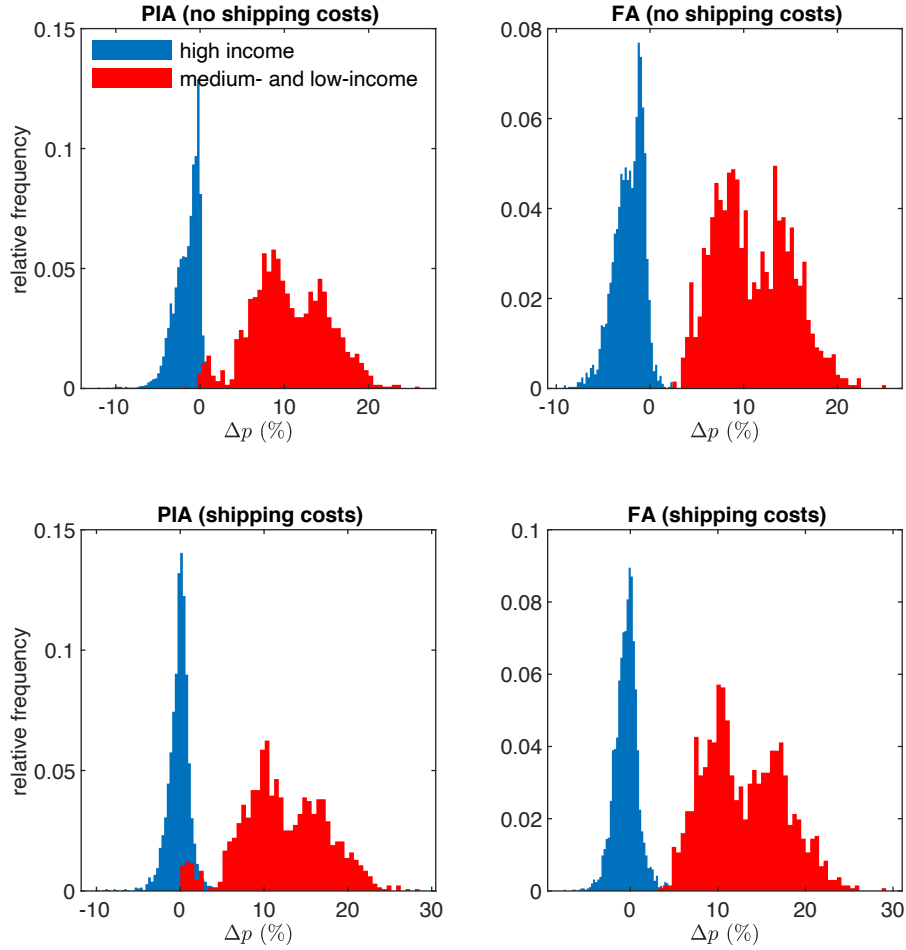 PIA (no shipping costs)
0.15
0.1
0.05
0
relative frequency
high income
medium- and low-income
-10 0 10 20
Δp (%)
FA (no shipping costs)
0.08
0.06
0.04
0.02
0
-10 0 10 20
Δp (%)
PIA (shipping costs)
0.15
0.1
0.05
0
relative frequency
-10 0 10 20 30
Δp (%)
FA (shipping costs)
0.1
0.08
0.06
0.04
0.02
0
0 10 20 30
Δp (%)